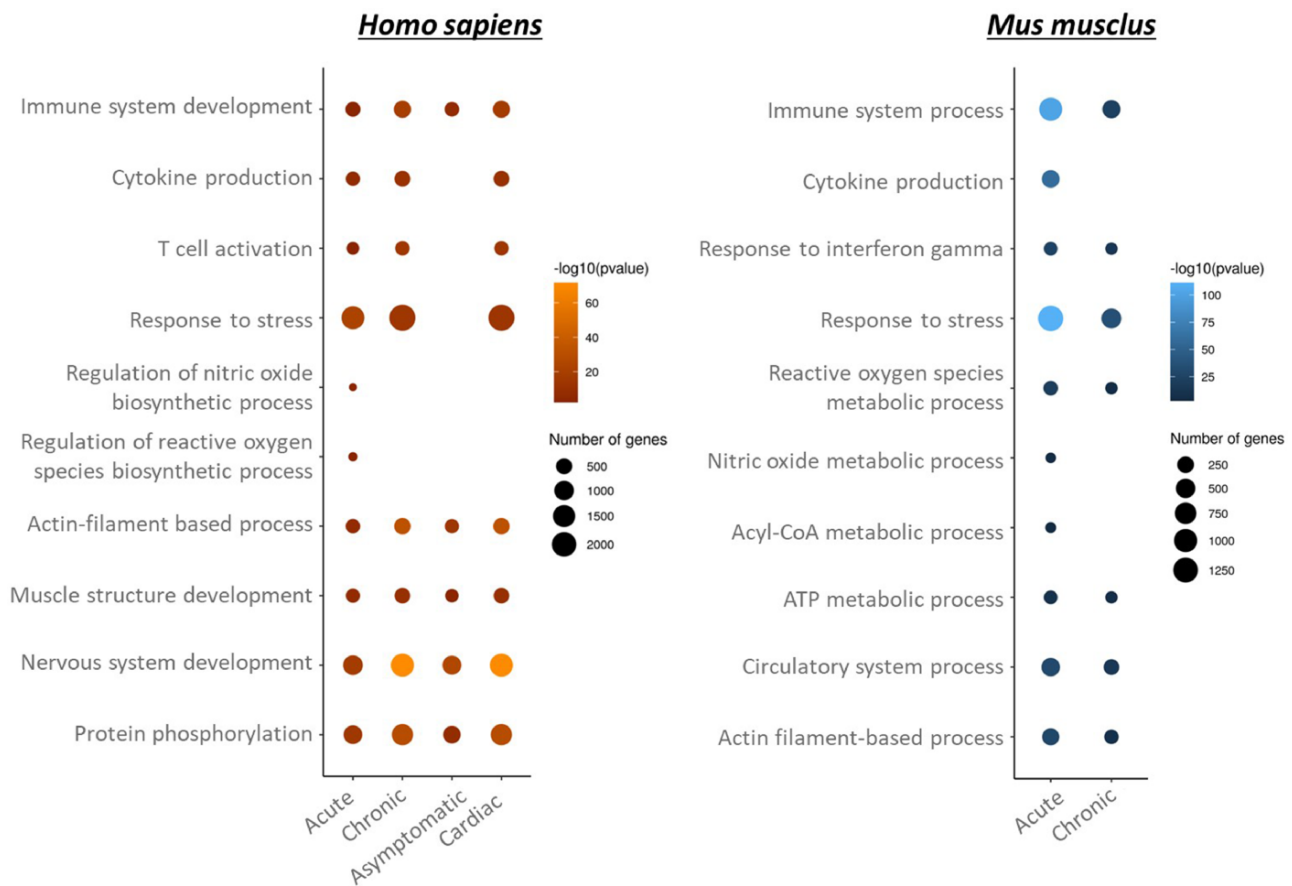 Homo sapiens
Immune system development
Cytokine production
T cell activation
Response to stress
Regulation of nitric oxide
biosynthetic process
Regulation of reactive oxygen
species biosynthetic process
Actin-filament based process
Muscle structure development
Nervous system development
Protein phosphorylation
Acute
Chronic
Asymptomatic
Cardiac
-log10(pvalue)
60
40
20
Number of genes
500
1000
1500
2000
Mus musclus
Immune system process
Cytokine production
Response to interferon gamma
Response to stress
Reactive oxygen species
metabolic process
Nitric oxide metabolic process
Acyl-CoA metabolic process
ATP metabolic process
Circulatory system process
Actin filament-based process
Acute
Chronic
-log10(pvalue)
100
75
50
25
Number of genes
250
500
750
1000
1250